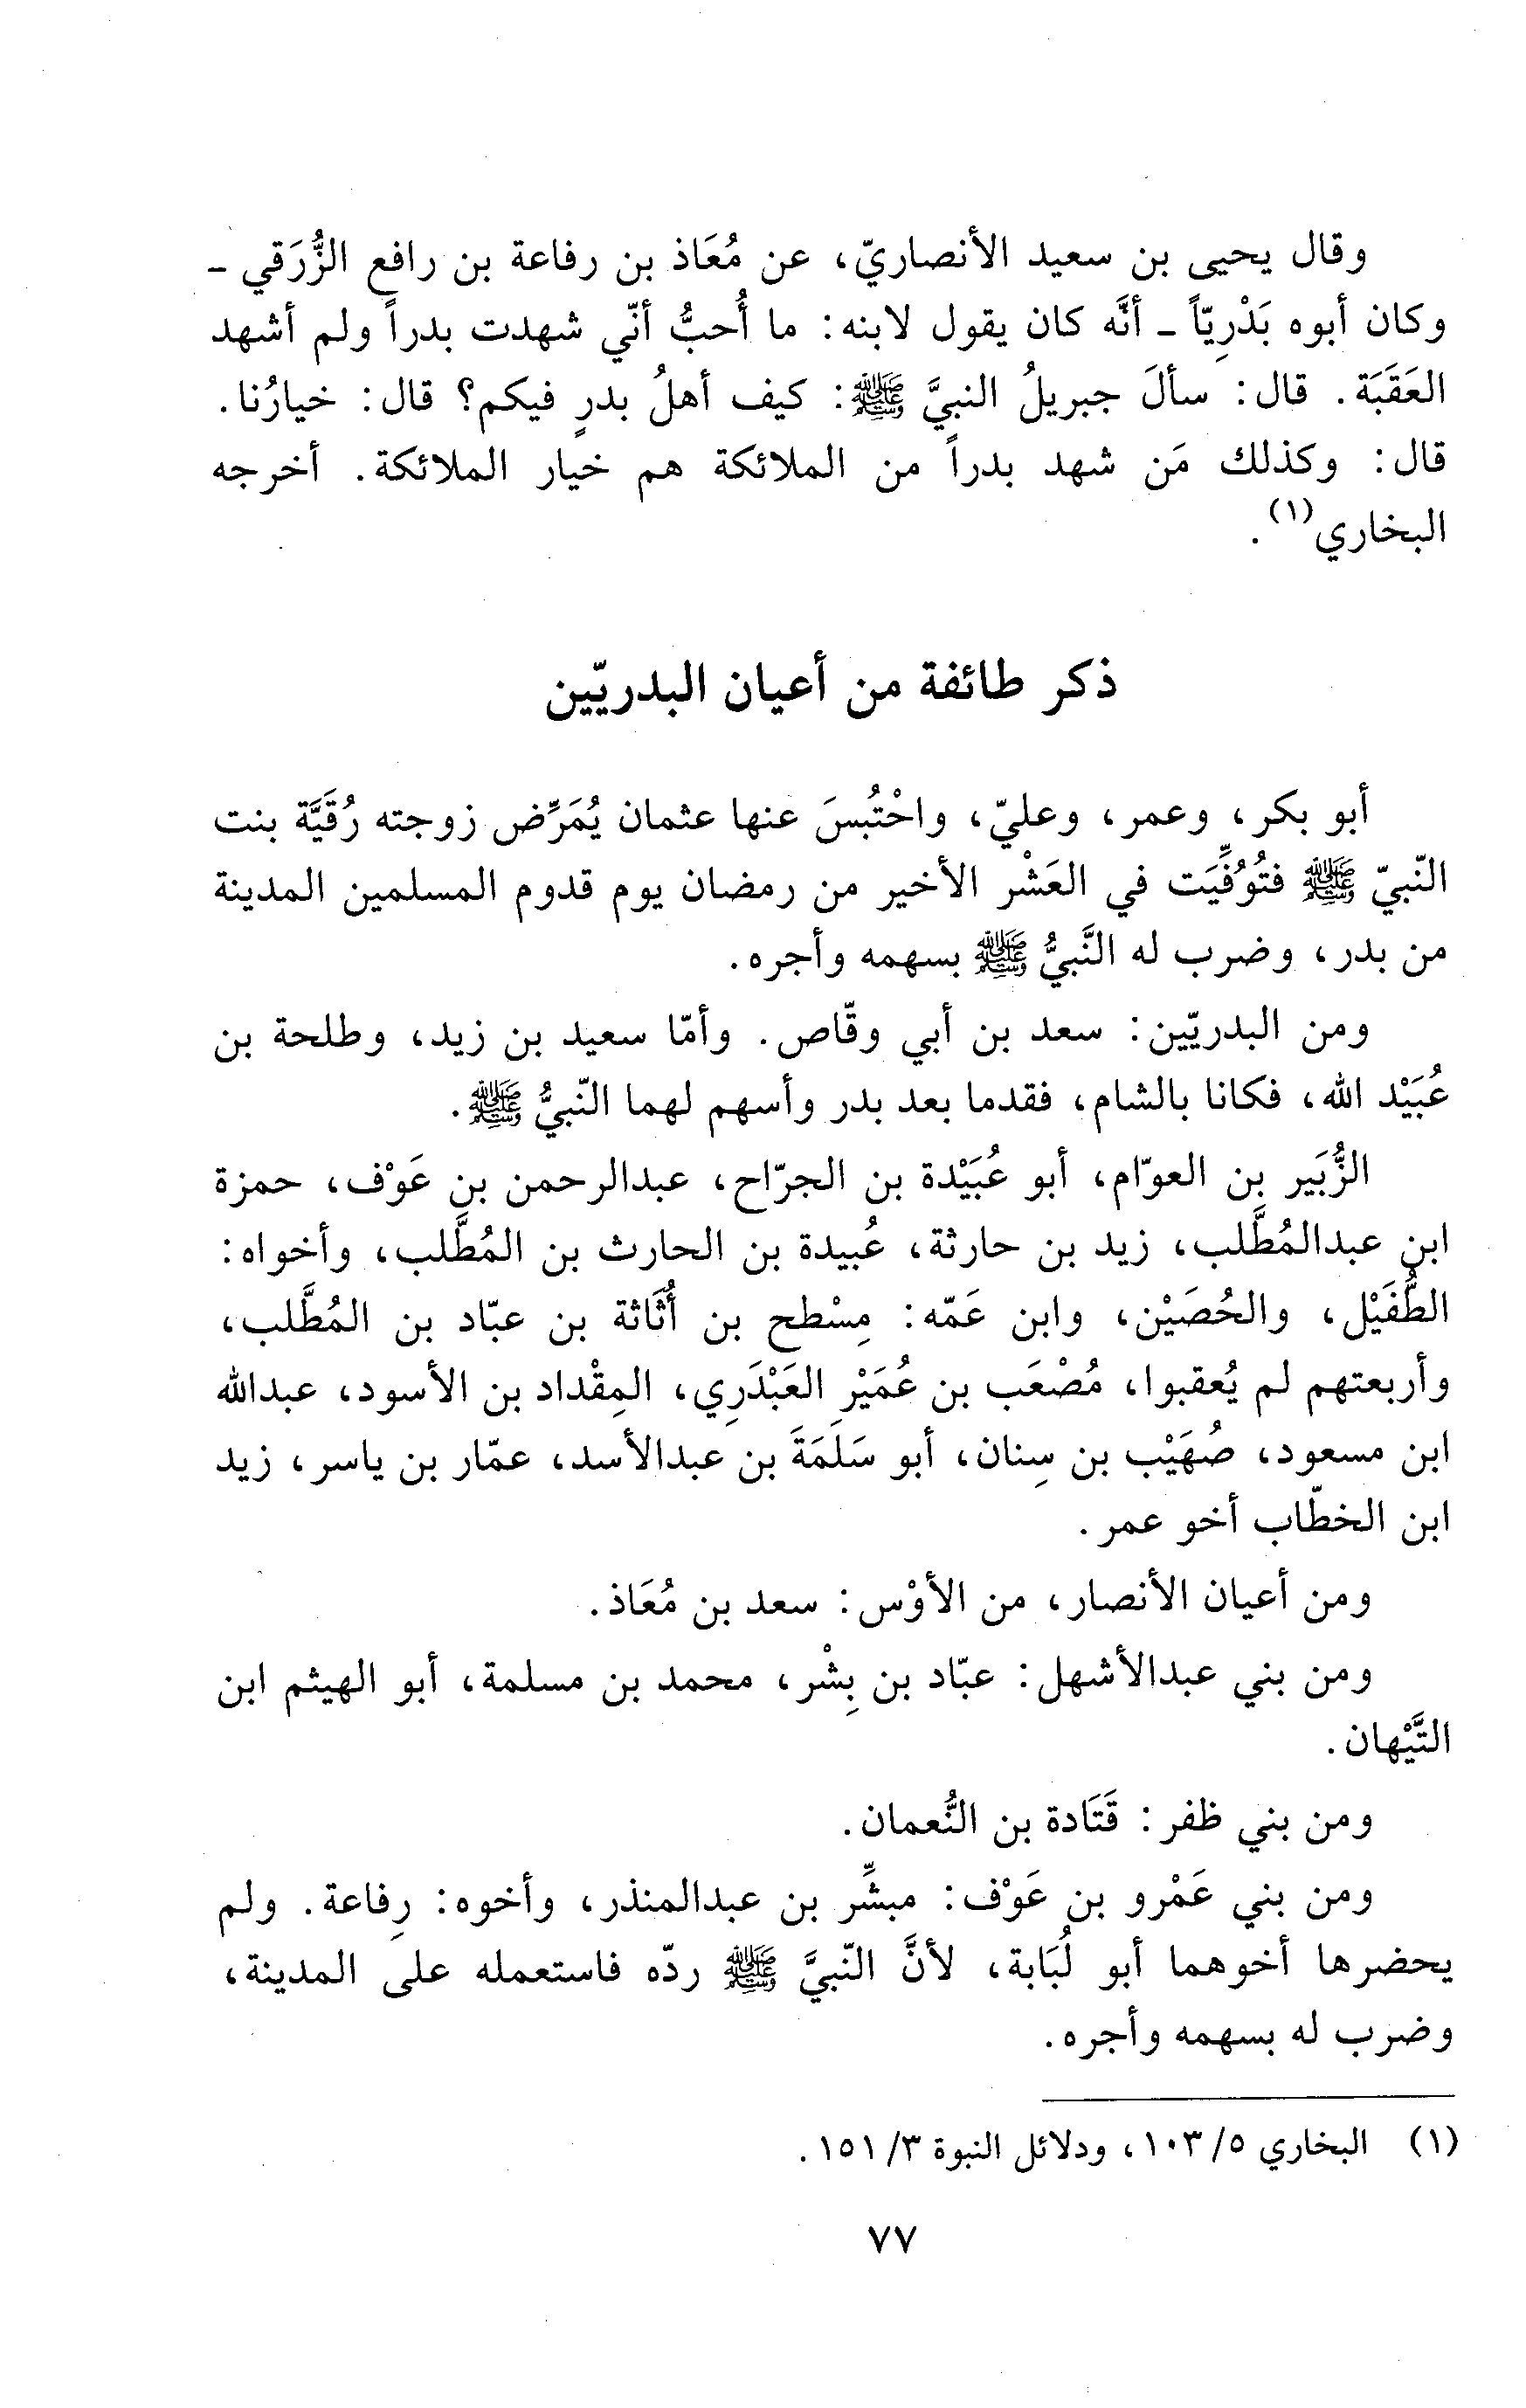 وقال يحيى بن سعيد الأنصاريّ، عن مُعَاذ بن رفاعة بن رافع الزُّرَقي ـ
وكان أبوه بَدْرِيّاً ـ أنَّه كان يقول لابنه: ما أُحبُّ أنّي شهدت بدراً ولم أشهد
العَقَبَة. قال: سألَ جبريلُ النبيَّ ﷺ: كيف أهلُ بدرٍ فيكم؟ قال: خيارُنا.
قال: وكذلك مَن شهد بدراً من الملائكة هم خيار الملائكة. أخرجه
البخاري(١).
ذكر طائفة من أعيان البدريّين
أبو بكر، وعمر، وعليّ، واحْتُبسَ عنها عثمان يُمَرِّض زوجته رُقَيَّة بنت
النّبيّ ﷺ فتُوُفِّيَت في العَشْر الأخير من رمضان يوم قدوم المسلمين المدينة
من بدر، وضرب له النَّبيُّ ﷺ بسهمه وأجره.
ومن البدريّين: سعد بن أبي وقّاص. وأمّا سعيد بن زيد، وطلحة بن
عُبَيْد الله، فكانا بالشام، فقدما بعد بدر وأسهم لهما النّبيُّ ﷺ.
الزُّبَير بن العوّام، أبو عُبَيْدة بن الجرّاح، عبدالرحمن بن عَوْف، حمزة
ابن عبدالمُطَّلب، زيد بن حارثة، عُبيدة بن الحارث بن المُطَّلب، وأخواه:
الطُّفَيْل، والحُصَيْن، وابن عَمّه: مِسْطح بن أُثَاثة بن عبّاد بن المُطَّلب،
وأربعتهم لم يُعقبوا، مُصْعَب بن عُمَيْر العَبْدَرِي، المِقْداد بن الأسود، عبدالله
ابن مسعود، صُهَيْب بن سِنان، أبو سَلَمَةَ بن عبدالأسد، عمّار بن ياسر، زيد
ابن الخطّاب أخو عمر.
ومن أعيان الأنصار، من الأوْس: سعد بن مُعَاذ.
ومن بني عبدالأشهل: عبّاد بن بِشْر، محمد بن مسلمة، أبو الهيثم ابن
التَّيْهان.
ومن بني ظفر: قَتَادة بن النُّعمان.
ومن بني عَمْرو بن عَوْف: مبشِّر بن عبدالمنذر، وأخوه: رِفاعة. ولم
يحضرها أخوهما أبو لُبَابة، لأنَّ النّبيَّ ﷺ ردّه فاستعمله على المدينة،
وضرب له بسهمه وأجره.
(١) البخاري ٥/ ١٠٣، ودلائل النبوة ٣/ ١٥١.
٧٧